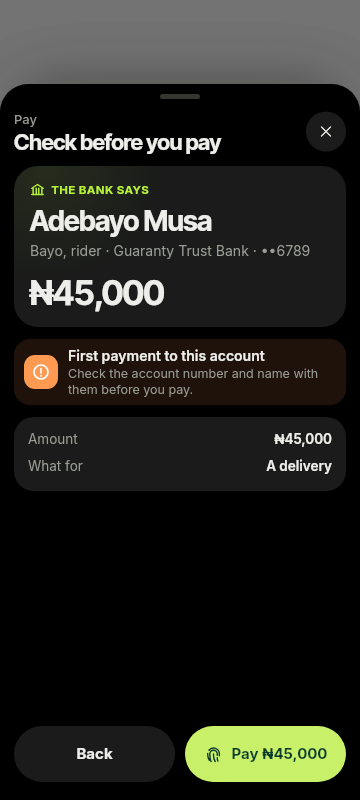 Pay
Check before you pay
THE BANK SAYS
Adebayo Musa
Bayo, rider · Guaranty Trust Bank · ••6789
₦45,000
First payment to this account
Check the account number and name with
them before you pay.
Amount ₦45,000
What for A delivery
Back
Pay ₦45,000